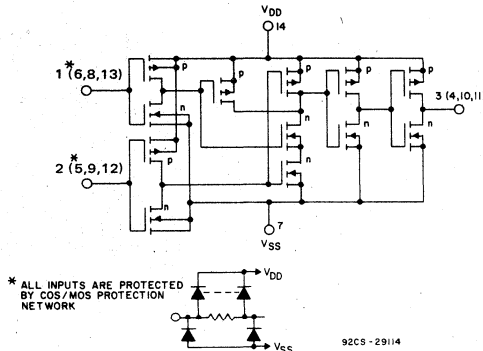 VDD
14
p
p
p
p
p
1 * (6,8,13)
3 (4,10,11
n
n
n
n
2 * (5,9,12)
p
n
n
7
VSS
* ALL INPUTS ARE PROTECTED
BY COS/MOS PROTECTION
NETWORK
VDD
VSS
92CS-29114